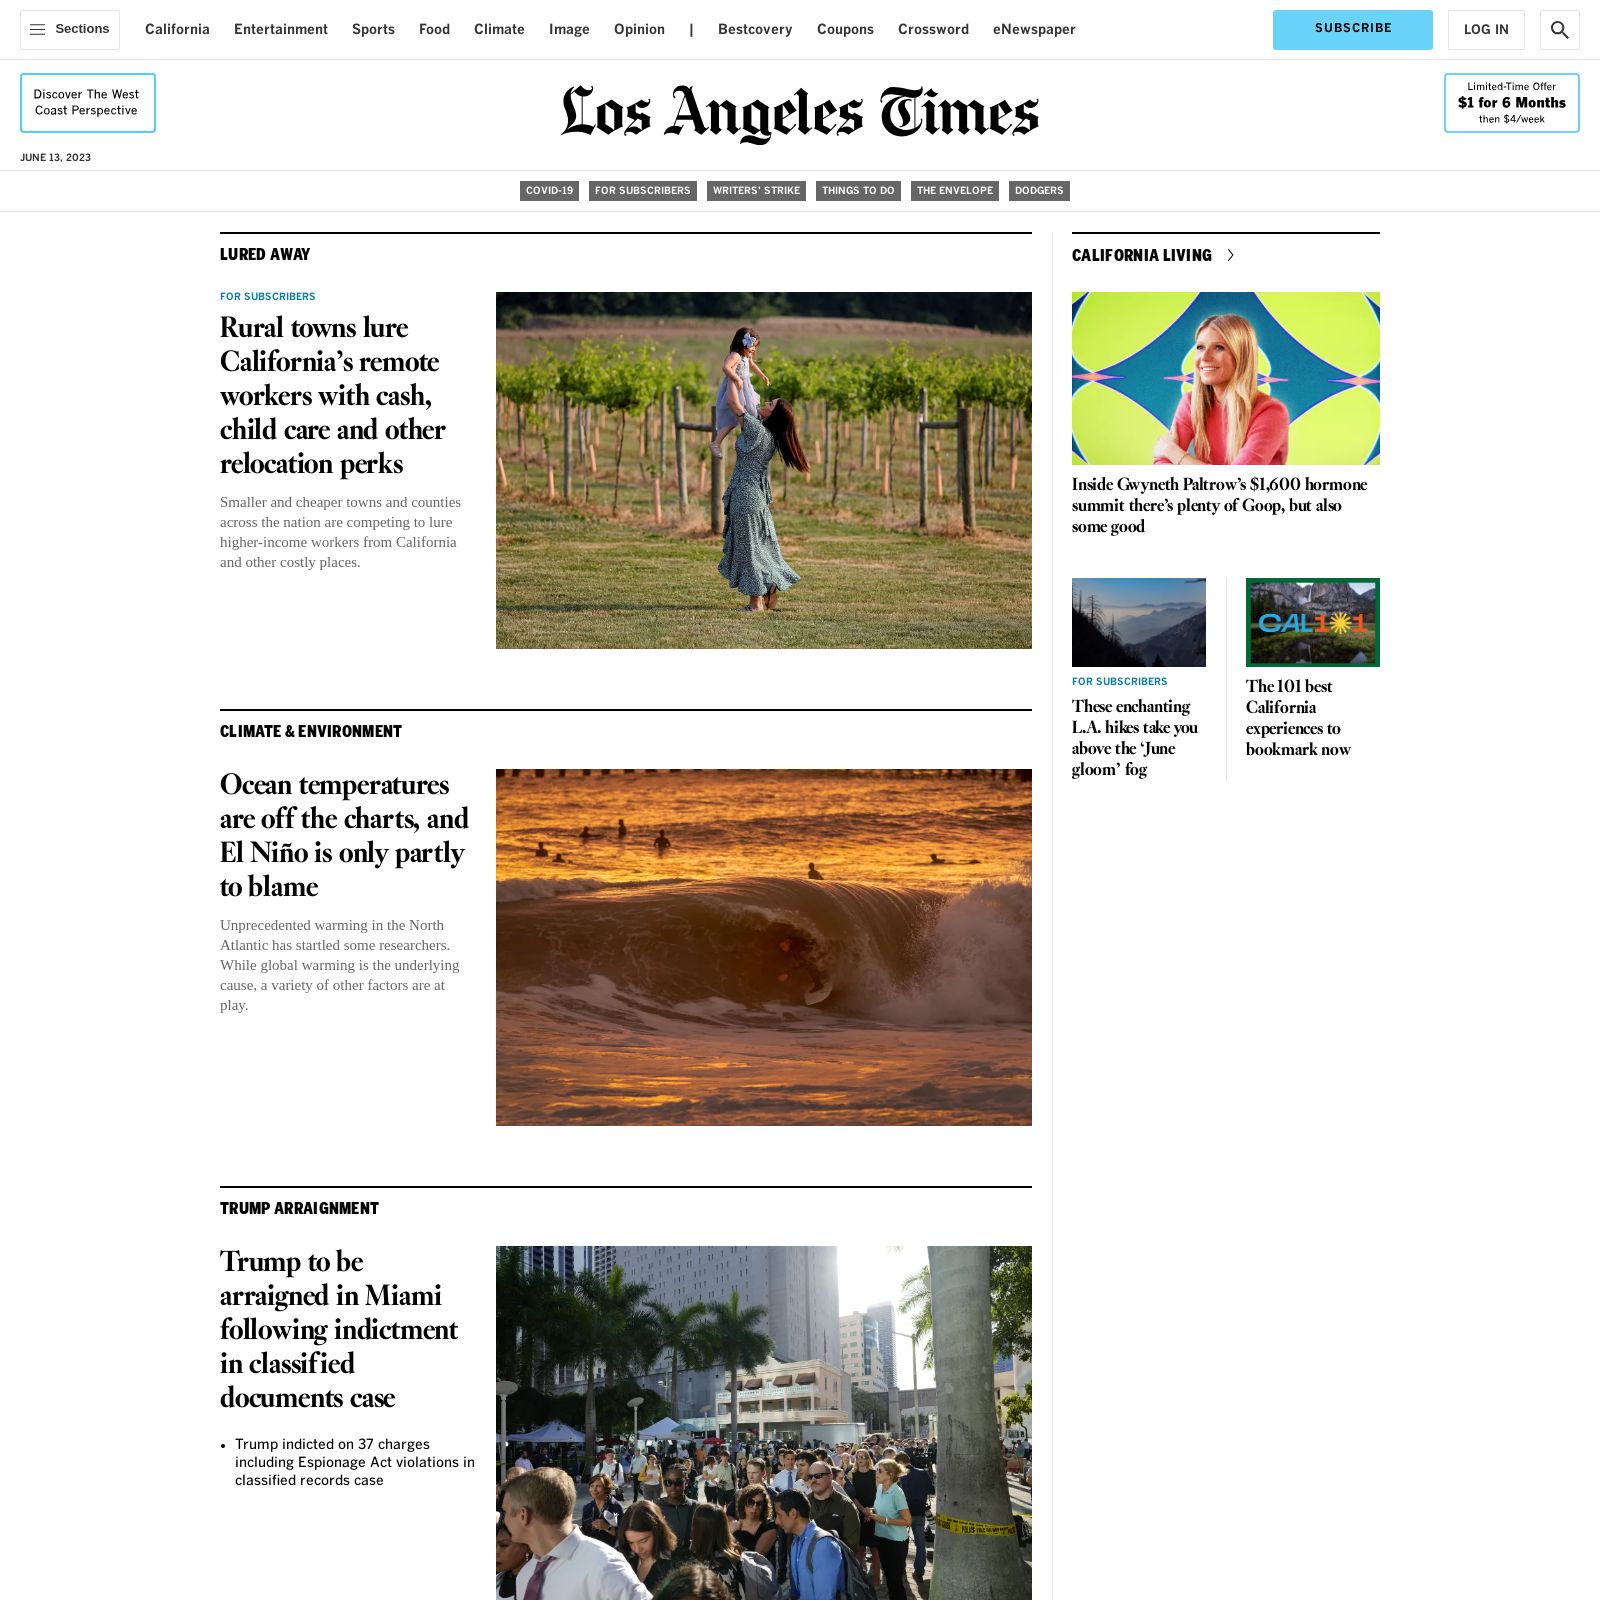 Sections
California Entertainment Sports Food Climate Image Opinion | Bestcovery Coupons Crossword eNewspaper
SUBSCRIBE
LOG IN
Discover The West
Coast Perspective
Los Angeles Times
Limited-Time Offer
$1 for 6 Months
then $4/week
JUNE 13, 2023
COVID-19 FOR SUBSCRIBERS WRITERS' STRIKE THINGS TO DO THE ENVELOPE DODGERS
LURED AWAY
FOR SUBSCRIBERS
Rural towns lure
California’s remote
workers with cash,
child care and other
relocation perks
Smaller and cheaper towns and counties
across the nation are competing to lure
higher-income workers from California
and other costly places.
CLIMATE & ENVIRONMENT
Ocean temperatures
are off the charts, and
El Niño is only partly
to blame
Unprecedented warming in the North
Atlantic has startled some researchers.
While global warming is the underlying
cause, a variety of other factors are at
play.
TRUMP ARRAIGNMENT
Trump to be
arraigned in Miami
following indictment
in classified
documents case
• Trump indicted on 37 charges
including Espionage Act violations in
classified records case
CALIFORNIA LIVING
Inside Gwyneth Paltrow’s $1,600 hormone
summit there’s plenty of Goop, but also
some good
FOR SUBSCRIBERS
These enchanting
L.A. hikes take you
above the ‘June
gloom’ fog
CAL101
The 101 best
California
experiences to
bookmark now